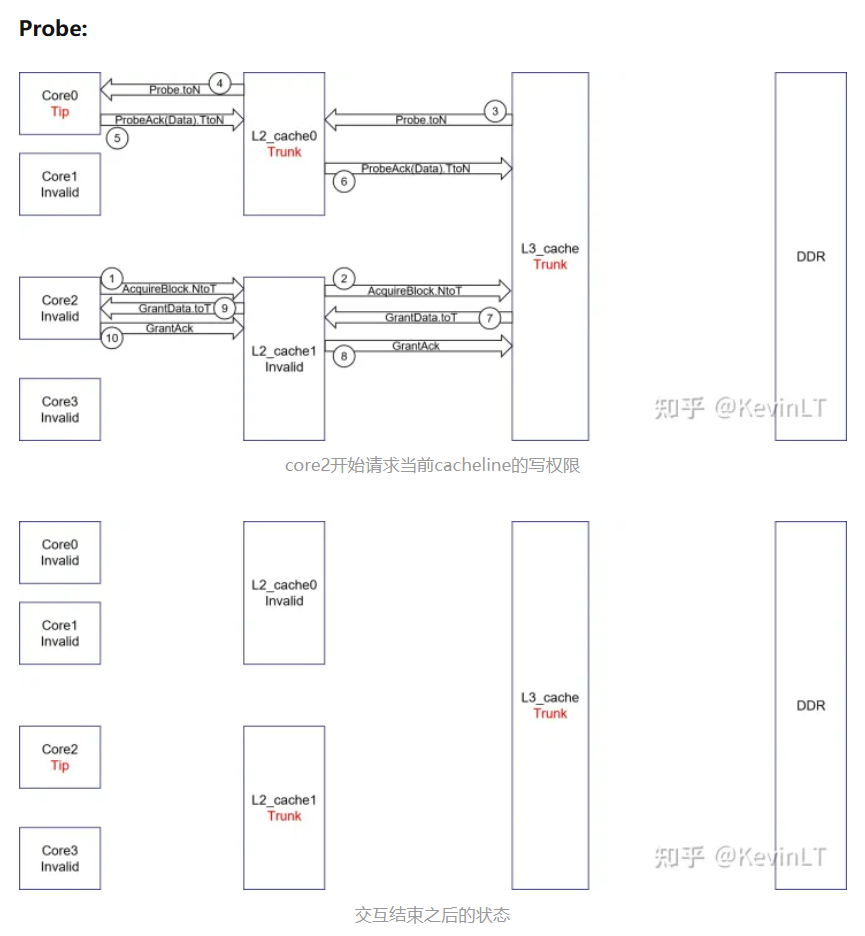 Probe:
Core0
Tip
Core1
Invalid
4
Probe.toN
ProbeAck(Data).TtoN
5
L2_cache0
Trunk
3
Probe.toN
ProbeAck(Data).TtoN
6
L3_cache
Trunk
DDR
Core2
Invalid
Core3
Invalid
1
AcquireBlock.NtoT
GrantData.toT
9
GrantAck
10
L2_cache1
Invalid
2
AcquireBlock.NtoT
GrantData.toT
7
GrantAck
8
知乎 @KevinLT
core2开始请求当前cacheline的写权限
Core0
Invalid
Core1
Invalid
L2_cache0
Invalid
L3_cache
Trunk
DDR
Core2
Tip
Core3
Invalid
L2_cache1
Trunk
知乎 @KevinLT
交互结束之后的状态